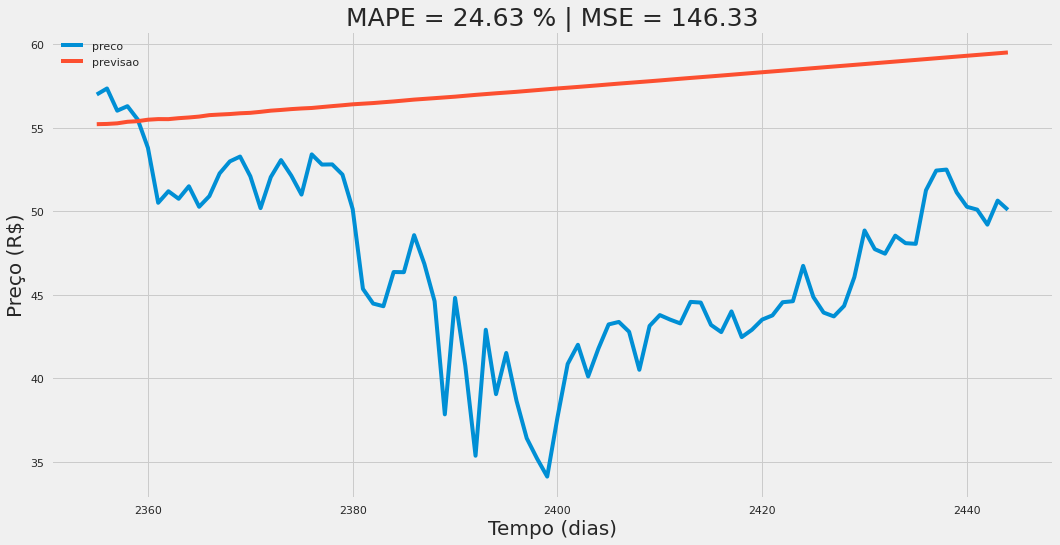 MAPE = 24.63 % | MSE = 146.33
preco
previsao
60
55
50
45
40
35
Preço (R$)
2360 2380 2400 2420 2440
Tempo (dias)